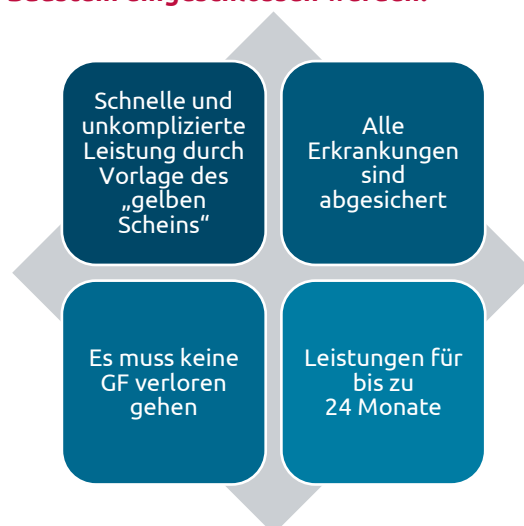 Schnelle und
unkomplizierte
Leistung durch
Vorlage des
„gelben
Scheins“
Alle
Erkrankungen
sind
abgesichert
Es muss keine
GF verloren
gehen
Leistungen für
bis zu
24 Monate